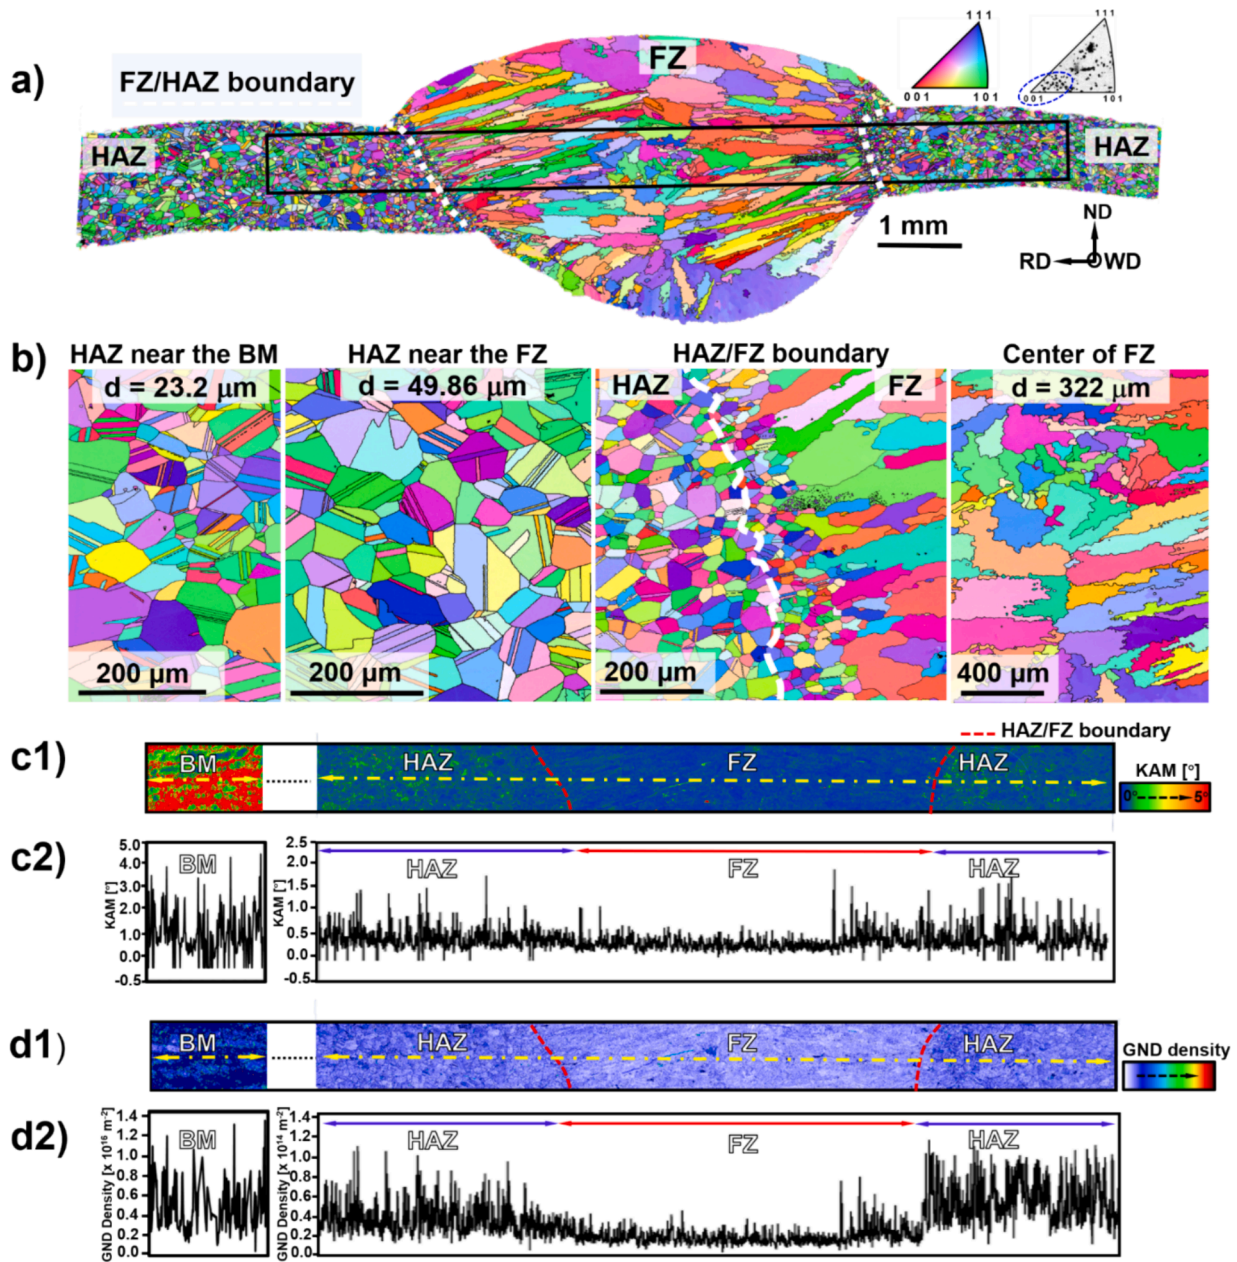 a)
FZ/HAZ boundary
FZ
111
001
101
111
001
101
HAZ
HAZ
1 mm
ND
RD
WD
b)
HAZ near the BM
d = 23.2 μm
200 μm
HAZ near the FZ
d = 49.86 μm
200 μm
HAZ/FZ boundary
HAZ
FZ
200 μm
Center of FZ
d = 322 μm
400 μm
c1)
HAZ/FZ boundary
BM
HAZ
FZ
HAZ
KAM [°]
0°
5°
c2)
KAM [°]
5.0
4.0
3.0
2.0
1.0
0.0
-0.5
BM
KAM [°]
2.5
2.0
1.5
1.0
0.5
0.0
-0.5
HAZ
FZ
HAZ
d1)
BM
HAZ
FZ
HAZ
GND density
d2)
GND Density [x 10¹⁶ m⁻²]
1.4
1.2
1.0
0.8
0.6
0.4
0.2
0.0
BM
GND Density [x 10¹⁴ m⁻²]
1.4
1.2
1.0
0.8
0.6
0.4
0.2
0.0
HAZ
FZ
HAZ